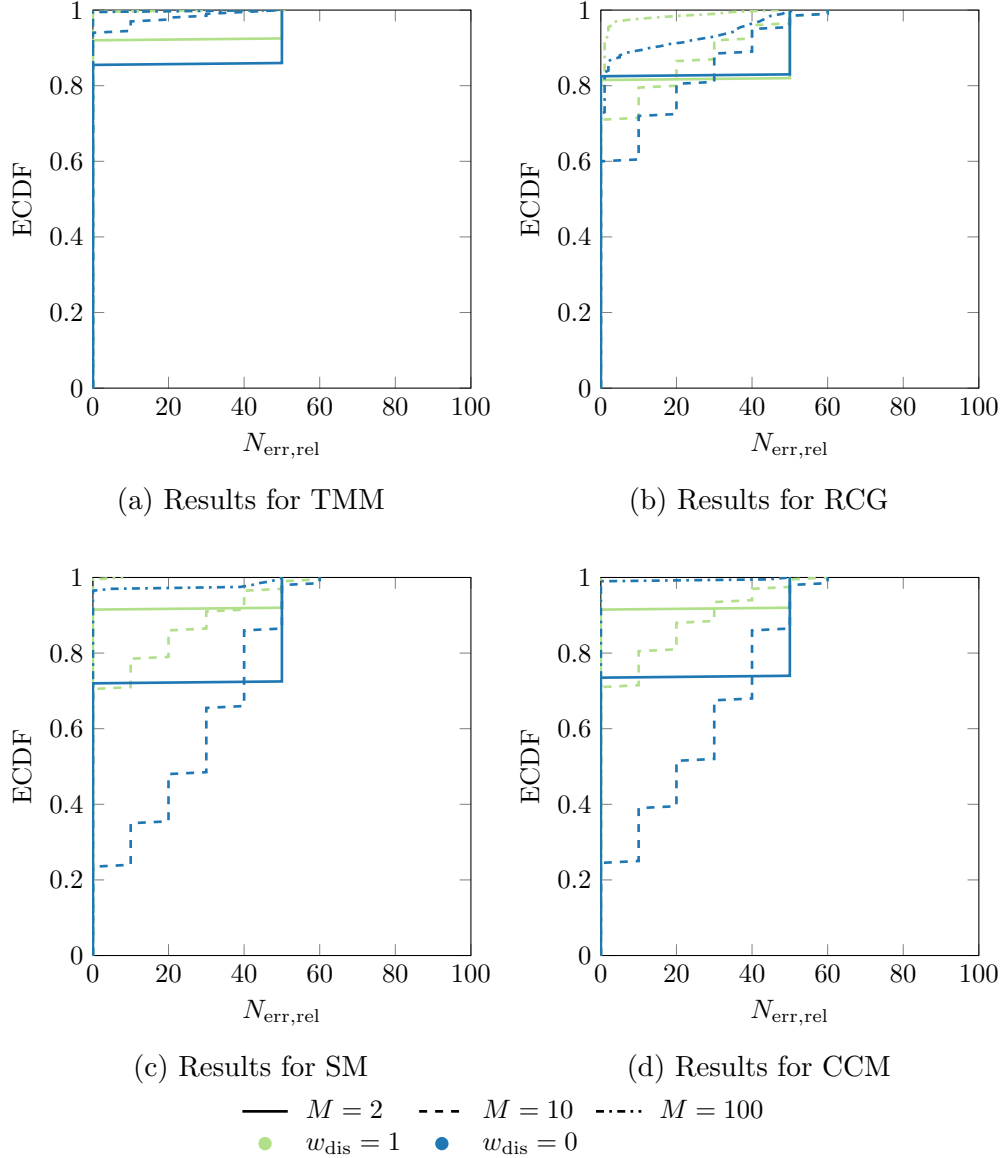 1
0.8
0.6
0.4
0.2
0
ECDF
0 20 40 60 80 100
N_err,rel
(a) Results for TMM
1
0.8
0.6
0.4
0.2
0
ECDF
0 20 40 60 80 100
N_err,rel
(b) Results for RCG
1
0.8
0.6
0.4
0.2
0
ECDF
0 20 40 60 80 100
N_err,rel
(c) Results for SM
1
0.8
0.6
0.4
0.2
0
ECDF
0 20 40 60 80 100
N_err,rel
(d) Results for CCM
M = 2 M = 10 M = 100
w_dis = 1 w_dis = 0